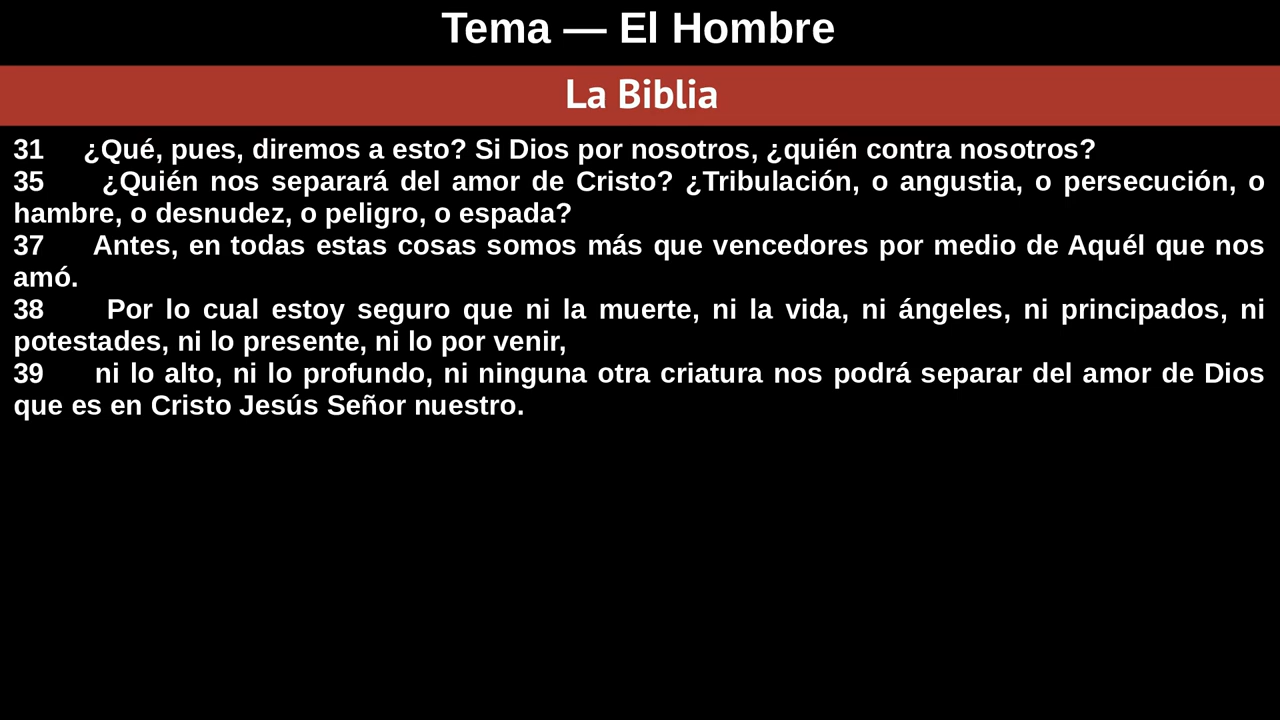 Tema — El Hombre
La Biblia
31 ¿Qué, pues, diremos a esto? Si Dios por nosotros, ¿quién contra nosotros?
35 ¿Quién nos separará del amor de Cristo? ¿Tribulación, o angustia, o persecución, o
hambre, o desnudez, o peligro, o espada?
37 Antes, en todas estas cosas somos más que vencedores por medio de Aquél que nos
amó.
38 Por lo cual estoy seguro que ni la muerte, ni la vida, ni ángeles, ni principados, ni
potestades, ni lo presente, ni lo por venir,
39 ni lo alto, ni lo profundo, ni ninguna otra criatura nos podrá separar del amor de Dios
que es en Cristo Jesús Señor nuestro.